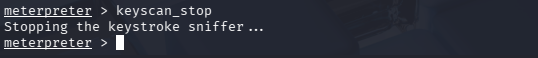 meterpreter > keyscan_stop
Stopping the keystroke sniffer...
meterpreter >